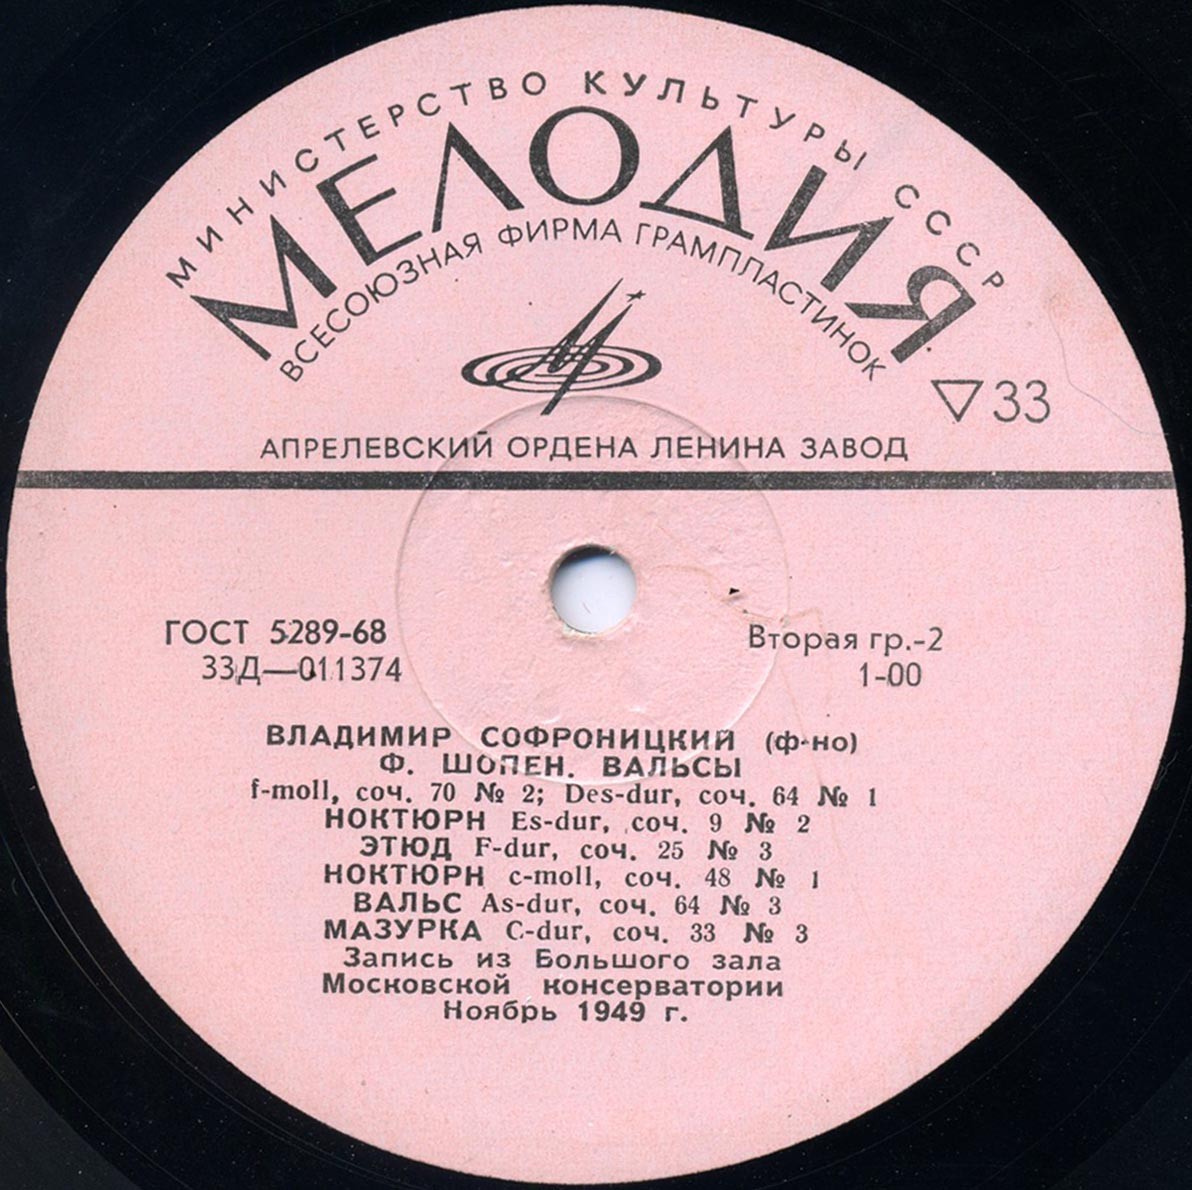 МИНИСТЕРСТВО КУЛЬТУРЫ СССР
МЕЛОДИЯ
ВСЕСОЮЗНАЯ ФИРМА ГРАМПЛАСТИНОК
▽33
АПРЕЛЕВСКИЙ ОРДЕНА ЛЕНИНА ЗАВОД
ГОСТ 5289-68
Вторая гр.-2
33Д—011374
1-00
ВЛАДИМИР СОФРОНИЦКИЙ (ф-но)
Ф. ШОПЕН. ВАЛЬСЫ
f-moll, соч. 70 № 2; Des-dur, соч. 64 № 1
НОКТЮРН Es-dur, соч. 9 № 2
ЭТЮД F-dur, соч. 25 № 3
НОКТЮРН c-moll, соч. 48 № 1
ВАЛЬС As-dur, соч. 64 № 3
МАЗУРКА C-dur, соч. 33 № 3
Запись из Большого зала
Московской консерватории
Ноябрь 1949 г.